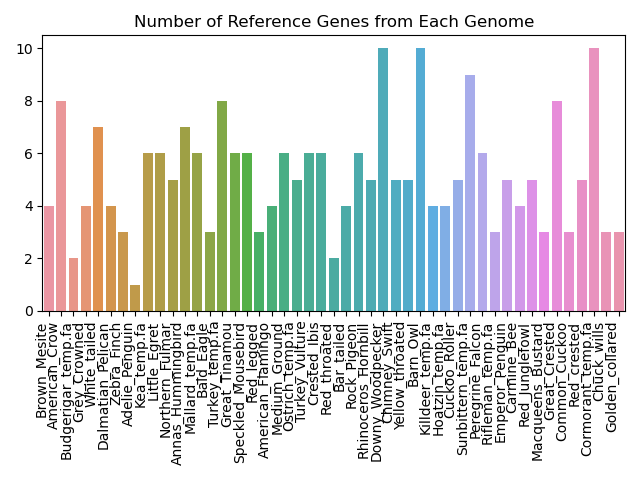 Number of Reference Genes from Each Genome
10
8
6
4
2
0
Brown_Mesite
American_Crow
Budgerigar_temp.fa
Grey_Crowned
White_tailed
Dalmatian_Pelican
Zebra_Finch
Adelie_Penguin
Kea_temp.fa
Little_Egret
Northern_Fulmar
Annas_Hummingbird
Mallard_temp.fa
Bald_Eagle
Turkey_temp.fa
Great_Tinamou
Speckled_Mousebird
Red_legged
American_Flamingo
Medium_Ground
Ostrich_temp.fa
Turkey_Vulture
Crested_Ibis
Red_throated
Bar_tailed
Rock_Pigeon
Rhinoceros_Hornbill
Downy_Woodpecker
Chimney_Swift
Yellow_throated
Barn_Owl
Killdeer_temp.fa
Hoatzin_temp.fa
Cuckoo_Roller
Sunbittern_temp.fa
Peregrine_Falcon
Rifleman_Temp.fa
Emperor_Penguin
Carmine_Bee
Red_Junglefowl
Macqueens_Bustard
Great_Crested
Common_Cuckoo
Red_crested
Cormorant_temp.fa
Chuck_wills
Golden_collared